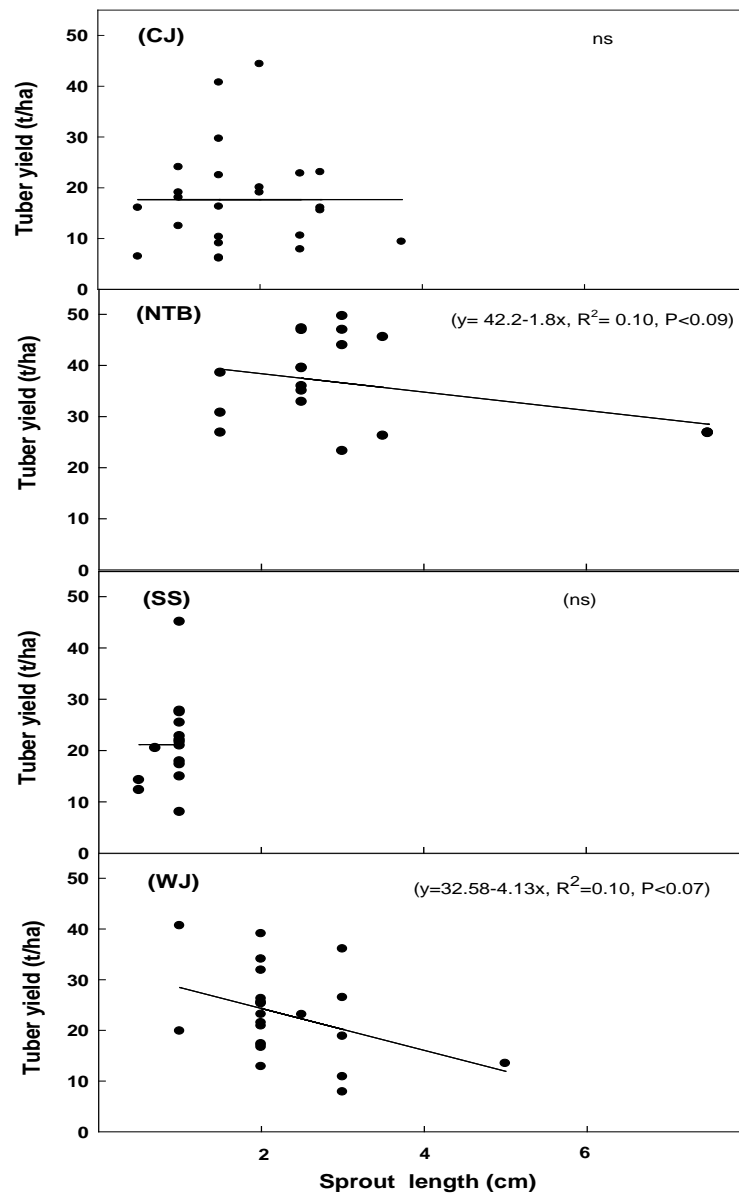 (CJ)
ns
Tuber yield (t/ha)
50
40
30
20
10
0
(NTB)
(y= 42.2-1.8x, R²= 0.10, P<0.09)
Tuber yield (t/ha)
50
40
30
20
10
0
(SS)
(ns)
Tuber yield (t/ha)
50
40
30
20
10
0
(WJ)
(y=32.58-4.13x, R²=0.10, P<0.07)
Tuber yield (t/ha)
50
40
30
20
10
0
2 4 6
Sprout length (cm)